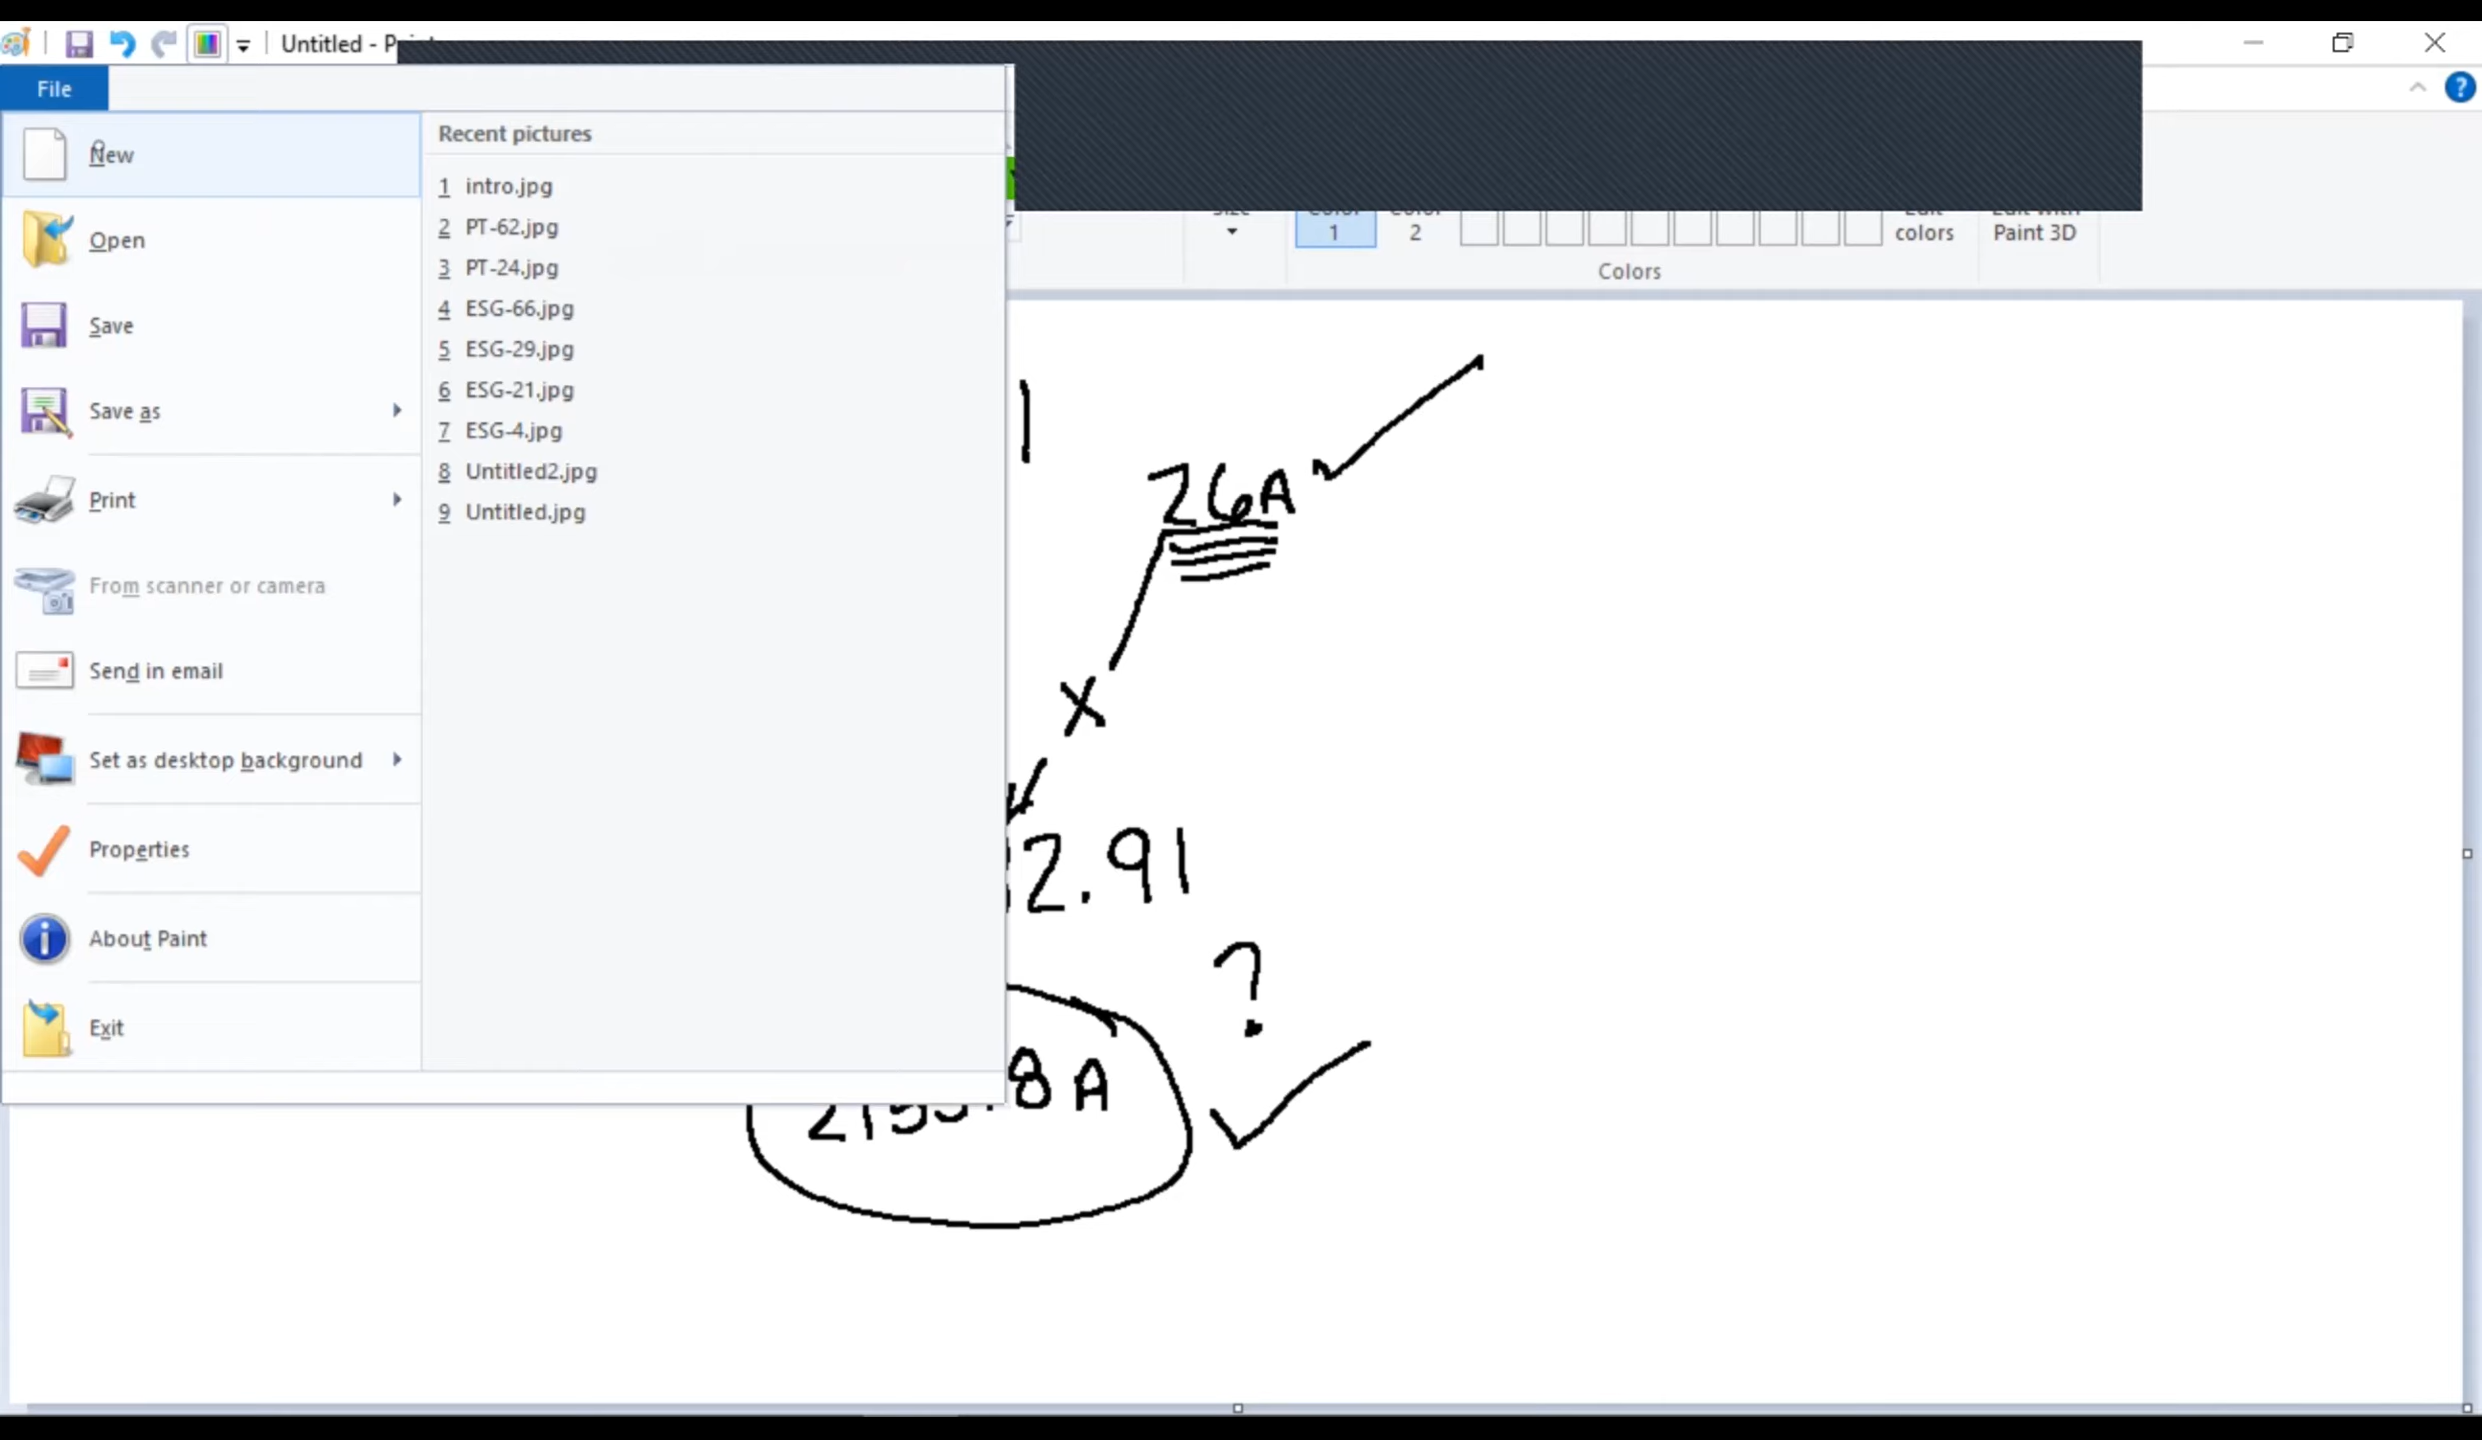 Untitled - P
File
New
Open
Save
Save as
Print
From scanner or camera
Send in email
Set as desktop background
Properties
About Paint
Exit
Recent pictures
1 intro.jpg
2 PT-62.jpg
3 PT-24.jpg
4 ESG-66.jpg
5 ESG-29.jpg
6 ESG-21.jpg
7 ESG-4.jpg
8 Untitled2.jpg
9 Untitled.jpg
Size
Color 1
Color 2
Edit colors
Edit with Paint 3D
Colors
?
1
26A
X
2.91
?
8 A